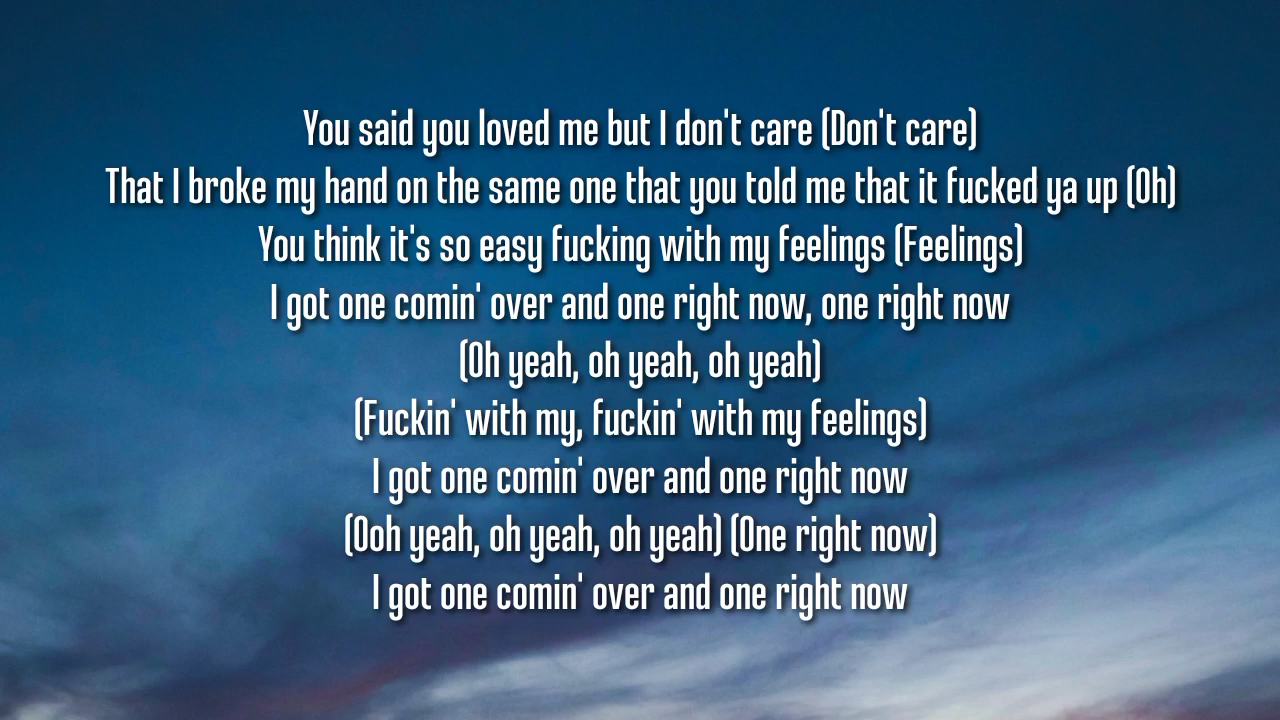 You said you loved me but I don't care (Don't care)
That I broke my hand on the same one that you told me that it fucked ya up (Oh)
You think it's so easy fucking with my feelings (Feelings)
I got one comin' over and one right now, one right now
(Oh yeah, oh yeah, oh yeah)
(Fuckin' with my, fuckin' with my feelings)
I got one comin' over and one right now
(Ooh yeah, oh yeah, oh yeah) (One right now)
I got one comin' over and one right now